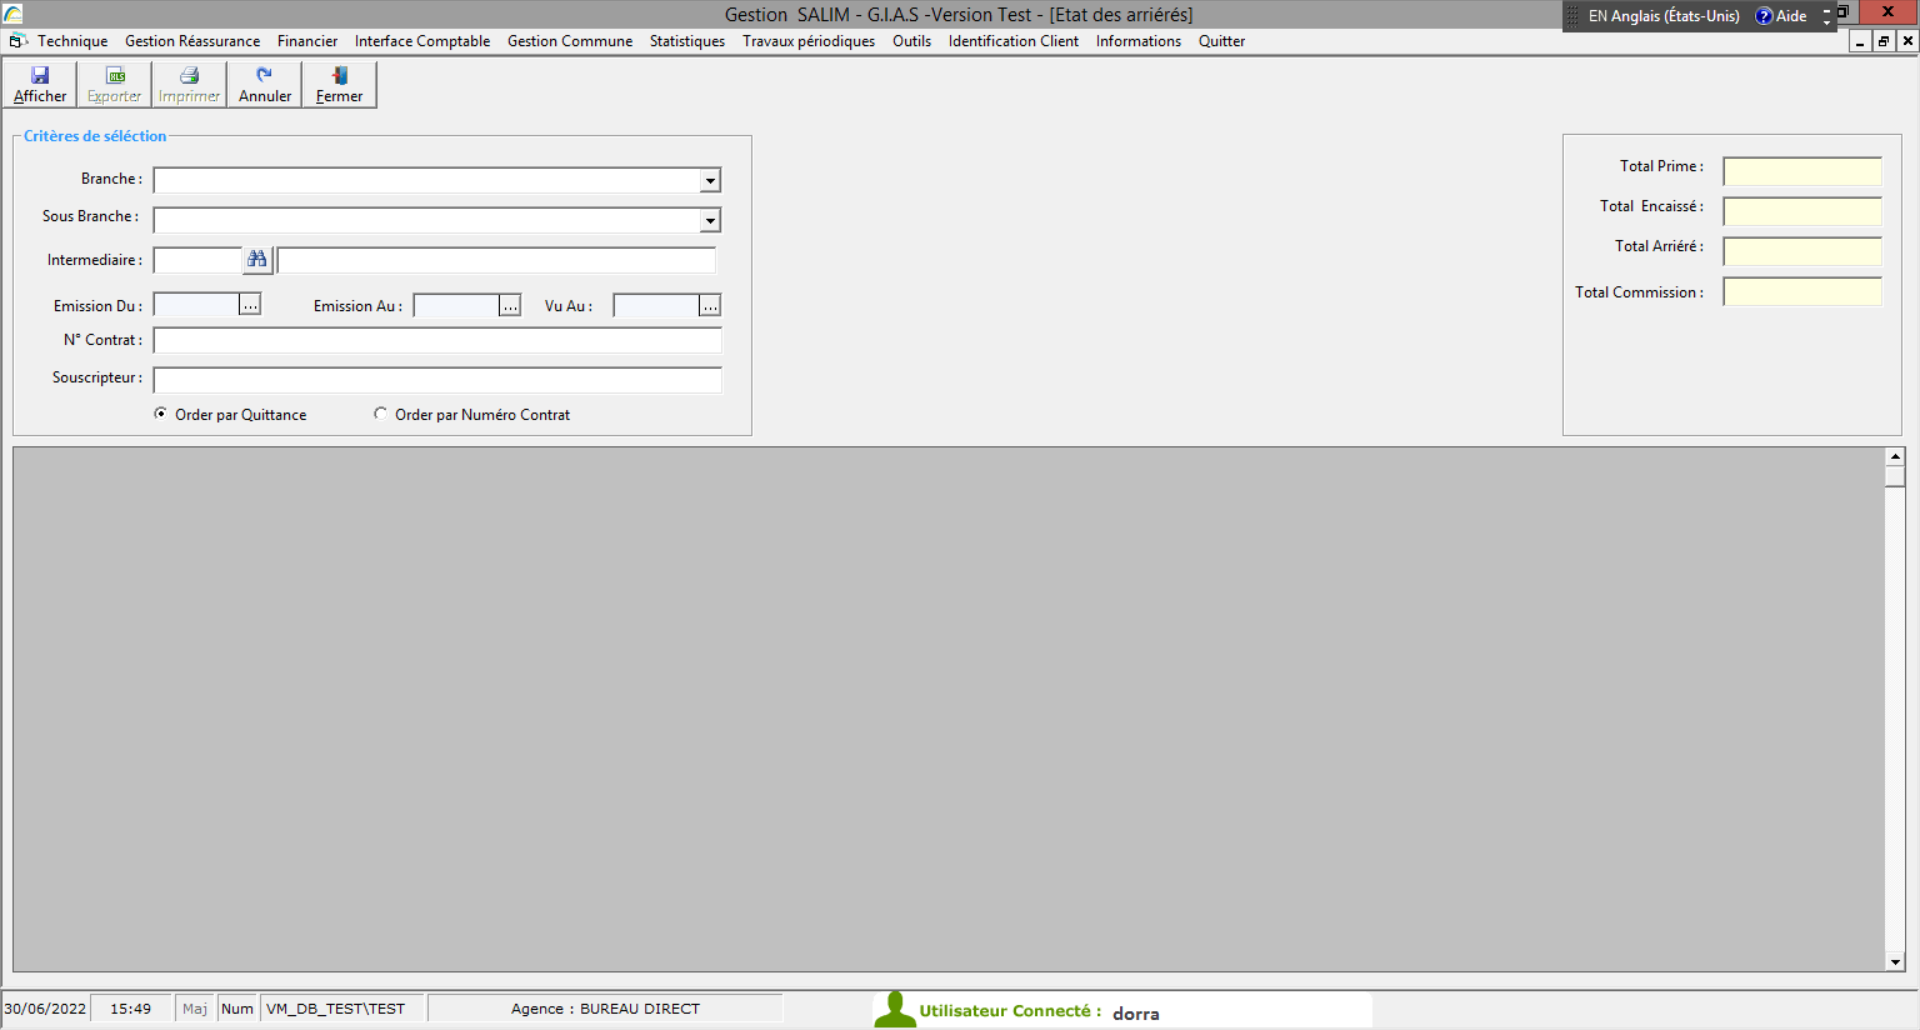 Gestion SALIM - G.I.A.S -Version Test - [Etat des arriérés]
EN Anglais (États-Unis) Aide
Technique Gestion Réassurance Financier Interface Comptable Gestion Commune Statistiques Travaux périodiques Outils Identification Client Informations Quitter
Afficher Exporter Imprimer Annuler Fermer
Critères de séléction
Branche :
Sous Branche :
Intermediaire :
Emission Du : ... Emission Au : ... Vu Au : ...
N° Contrat :
Souscripteur :
Order par Quittance Order par Numéro Contrat
Total Prime :
Total Encaissé :
Total Arriéré :
Total Commission :
30/06/2022 15:49 Maj Num VM_DB_TEST\TEST Agence : BUREAU DIRECT Utilisateur Connecté : dorra